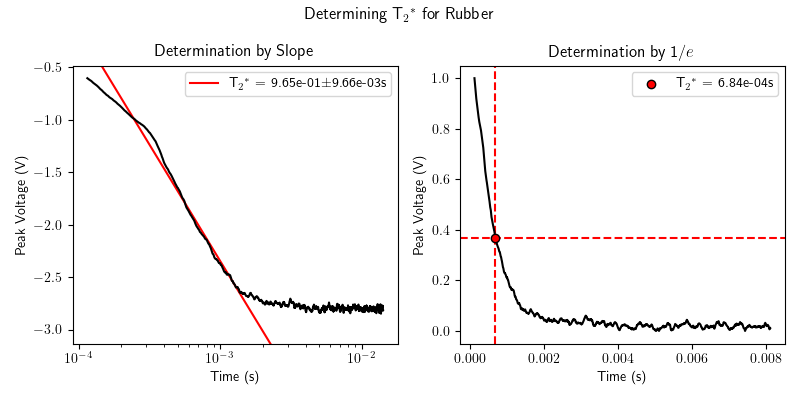 Determining T₂* for Rubber
Determination by Slope
T₂* = 9.65e-01±9.66e-03s
Peak Voltage (V)
−0.5
−1.0
−1.5
−2.0
−2.5
−3.0
10⁻⁴
10⁻³
10⁻²
Time (s)
Determination by 1/e
T₂* = 6.84e-04s
Peak Voltage (V)
1.0
0.8
0.6
0.4
0.2
0.0
0.000
0.002
0.004
0.006
0.008
Time (s)